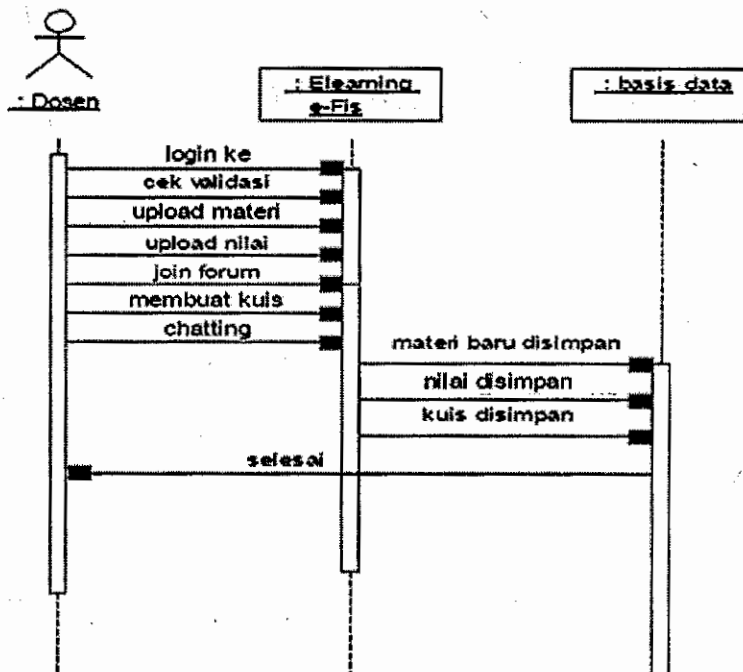 : Dosen
: Elearning
e-Fis
: basis data
login ke
cek validasi
upload materi
upload nilai
join forum
membuat kuis
chatting
materi baru disimpan
nilai disimpan
kuis disimpan
selesai